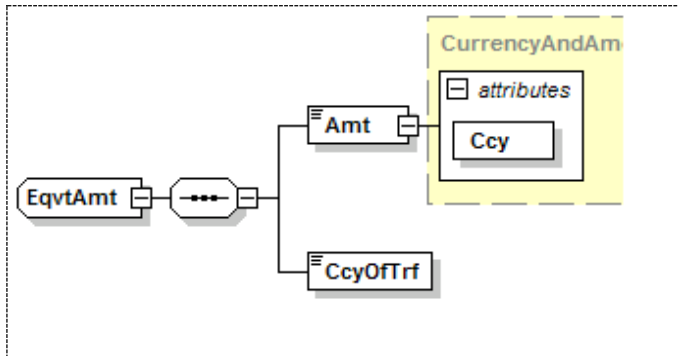 CurrencyAndAm
attributes
Amt
Ccy
EqvtAmt
CcyOfTrf